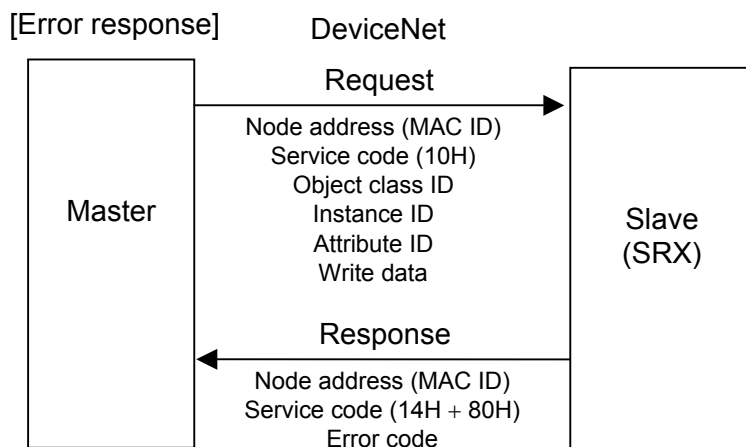 [Error response]
DeviceNet
Request
Node address (MAC ID)
Service code (10H)
Object class ID
Instance ID
Attribute ID
Write data
Master
Slave
(SRX)
Response
Node address (MAC ID)
Service code (14H + 80H)
Error code